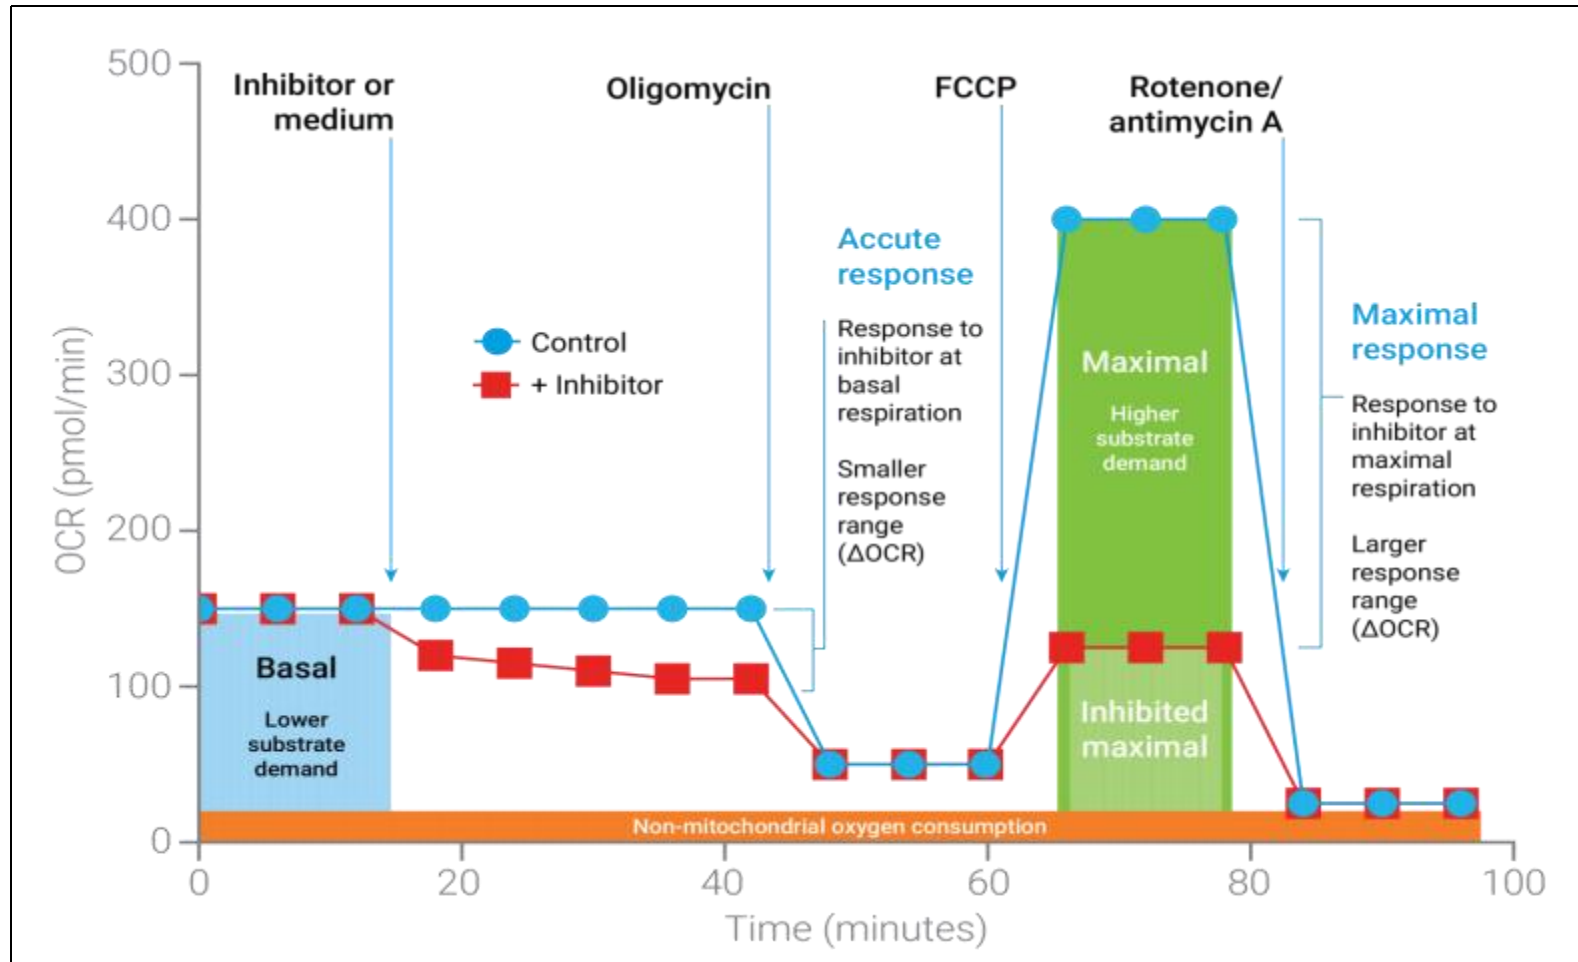 500
400
300
200
100
0
OCR (pmol/min)
Inhibitor or
medium
Oligomycin
FCCP
Rotenone/
antimycin A
Control
+ Inhibitor
Accute
response
Response to
inhibitor at
basal
respiration
Smaller
response
range
(ΔOCR)
Maximal
Higher
substrate
demand
Inhibited
maximal
Maximal
response
Response to
inhibitor at
maximal
respiration
Larger
response
range
(ΔOCR)
Basal
Lower
substrate
demand
Non-mitochondrial oxygen consumption
0
20
40
60
80
100
Time (minutes)